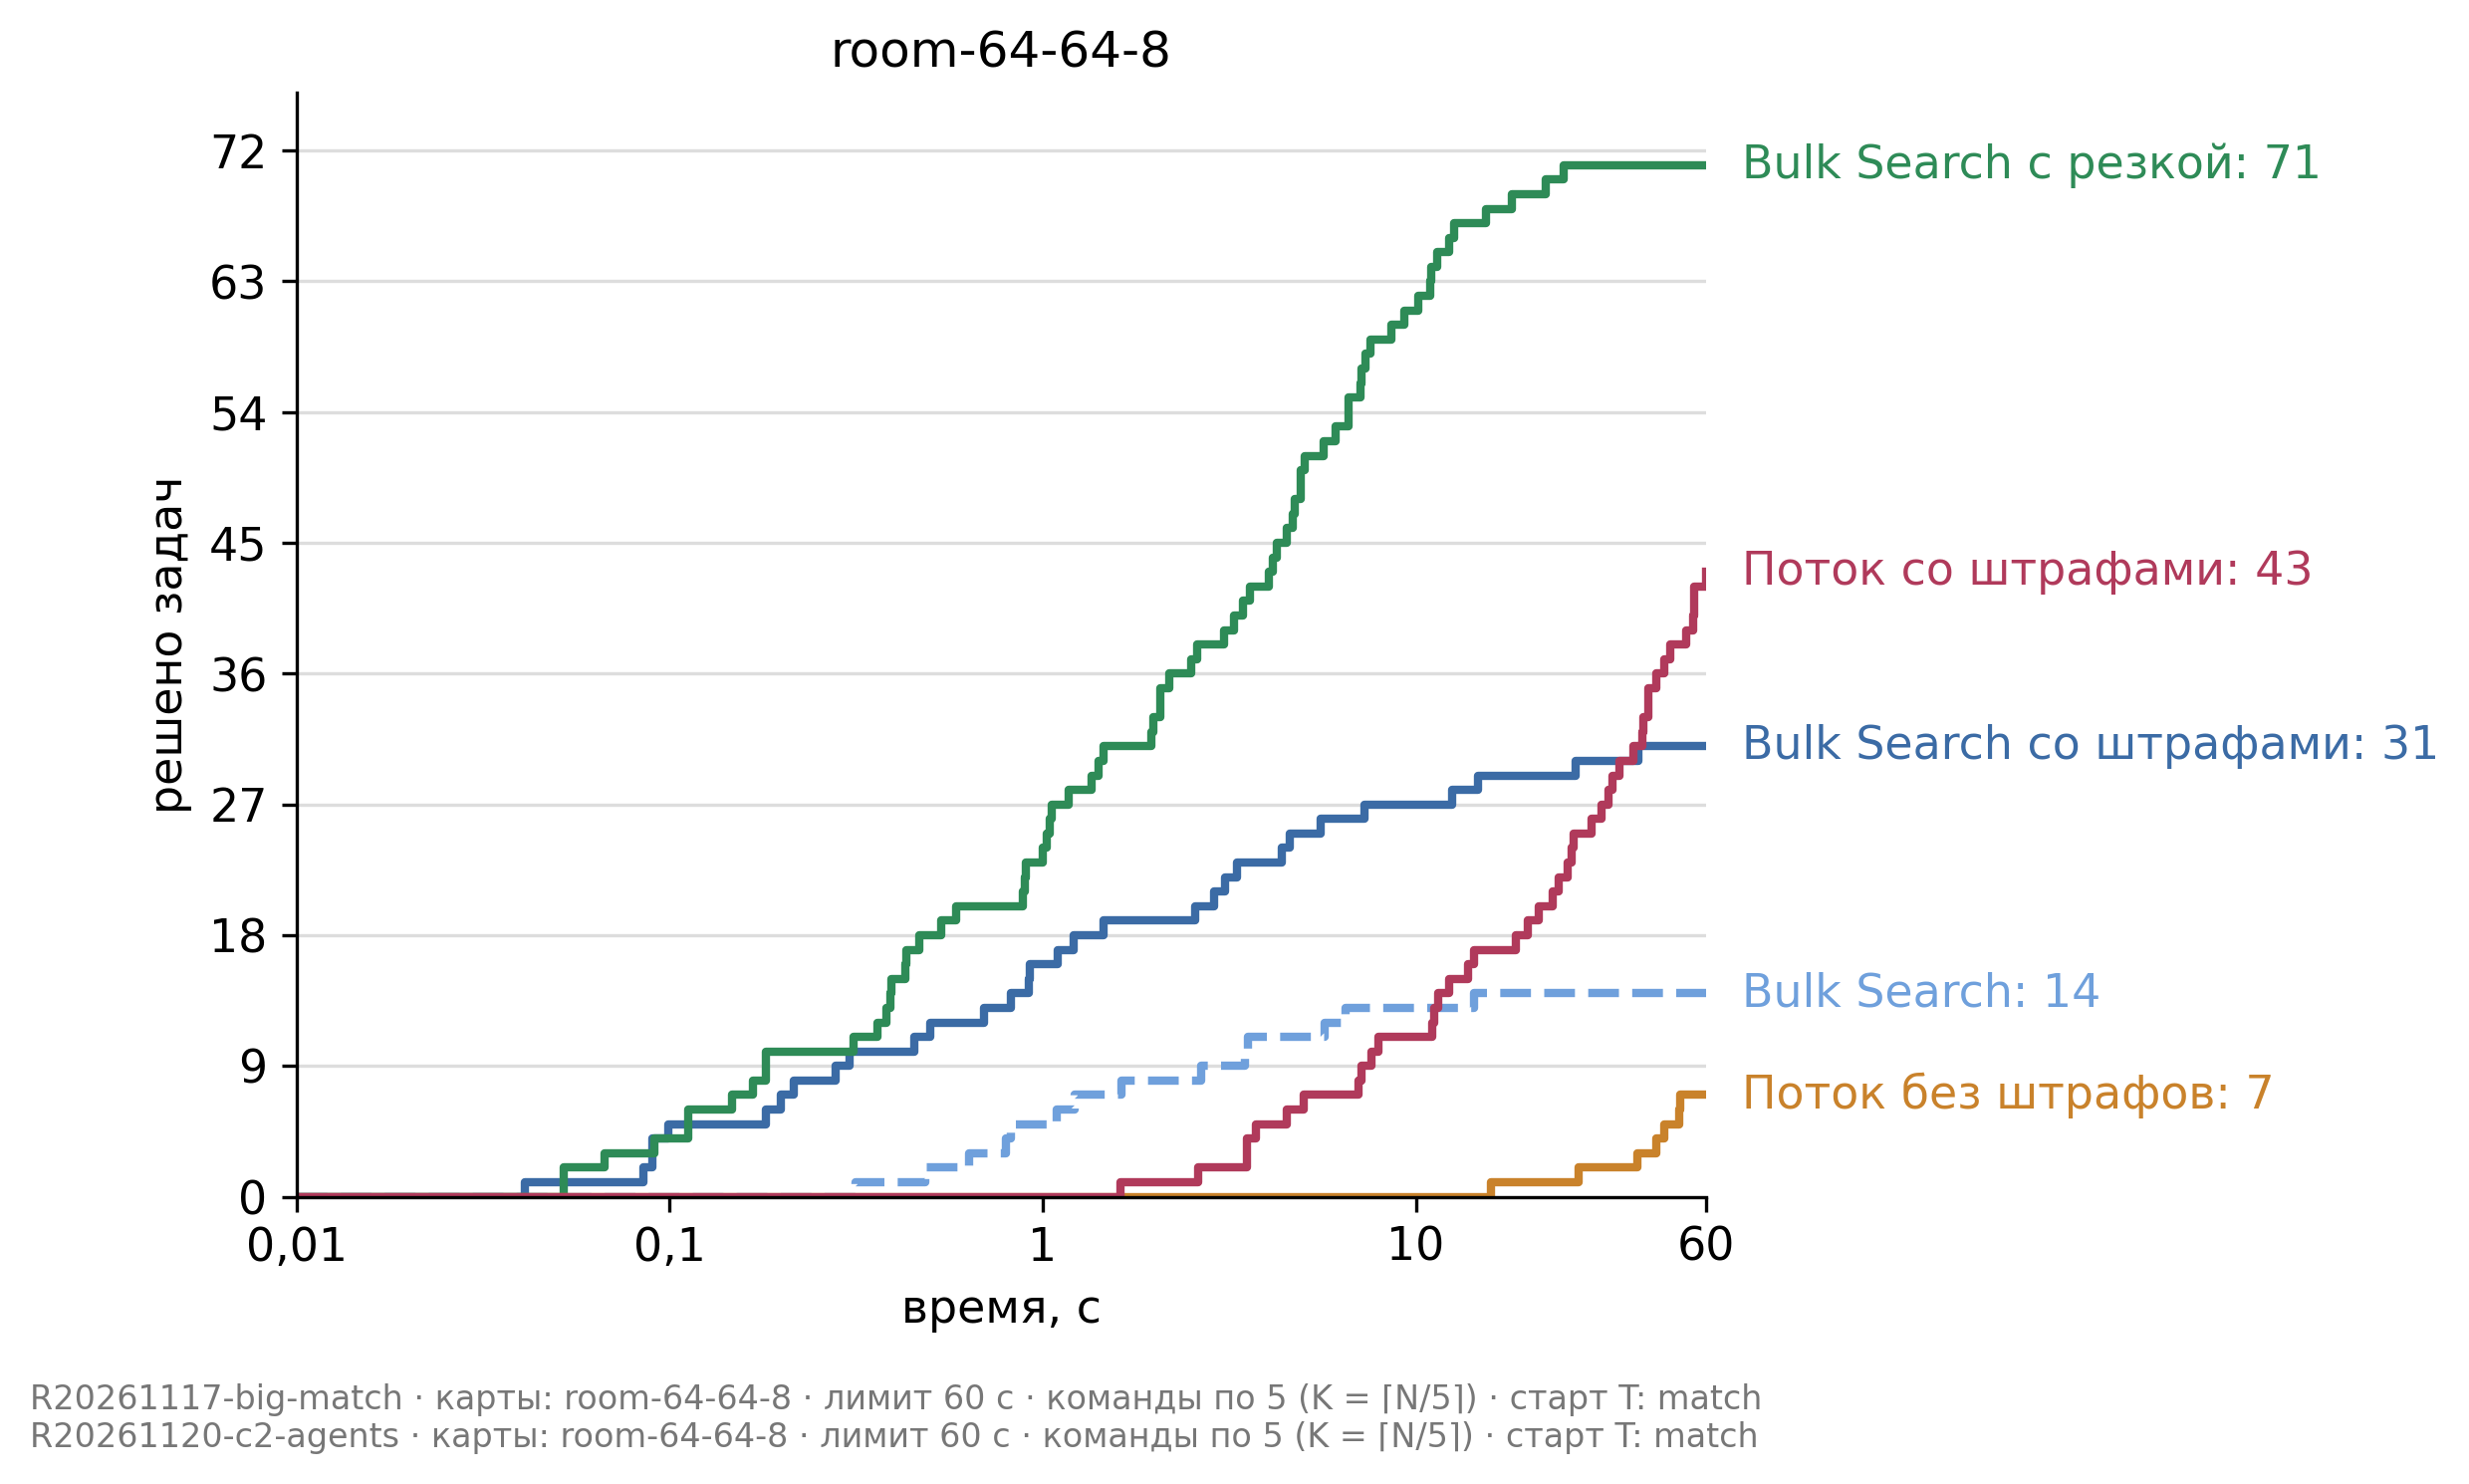 room-64-64-8
72
63
54
45
36
27
18
9
0
решено задач
0,01
0,1
1
10
60
время, с
Bulk Search с резкой: 71
Поток со штрафами: 43
Bulk Search со штрафами: 31
Bulk Search: 14
Поток без штрафов: 7
R20261117-big-match · карты: room-64-64-8 · лимит 60 с · команды по 5 (K = ⌈N/5⌉) · старт T: match
R20261120-c2-agents · карты: room-64-64-8 · лимит 60 с · команды по 5 (K = ⌈N/5⌉) · старт T: match